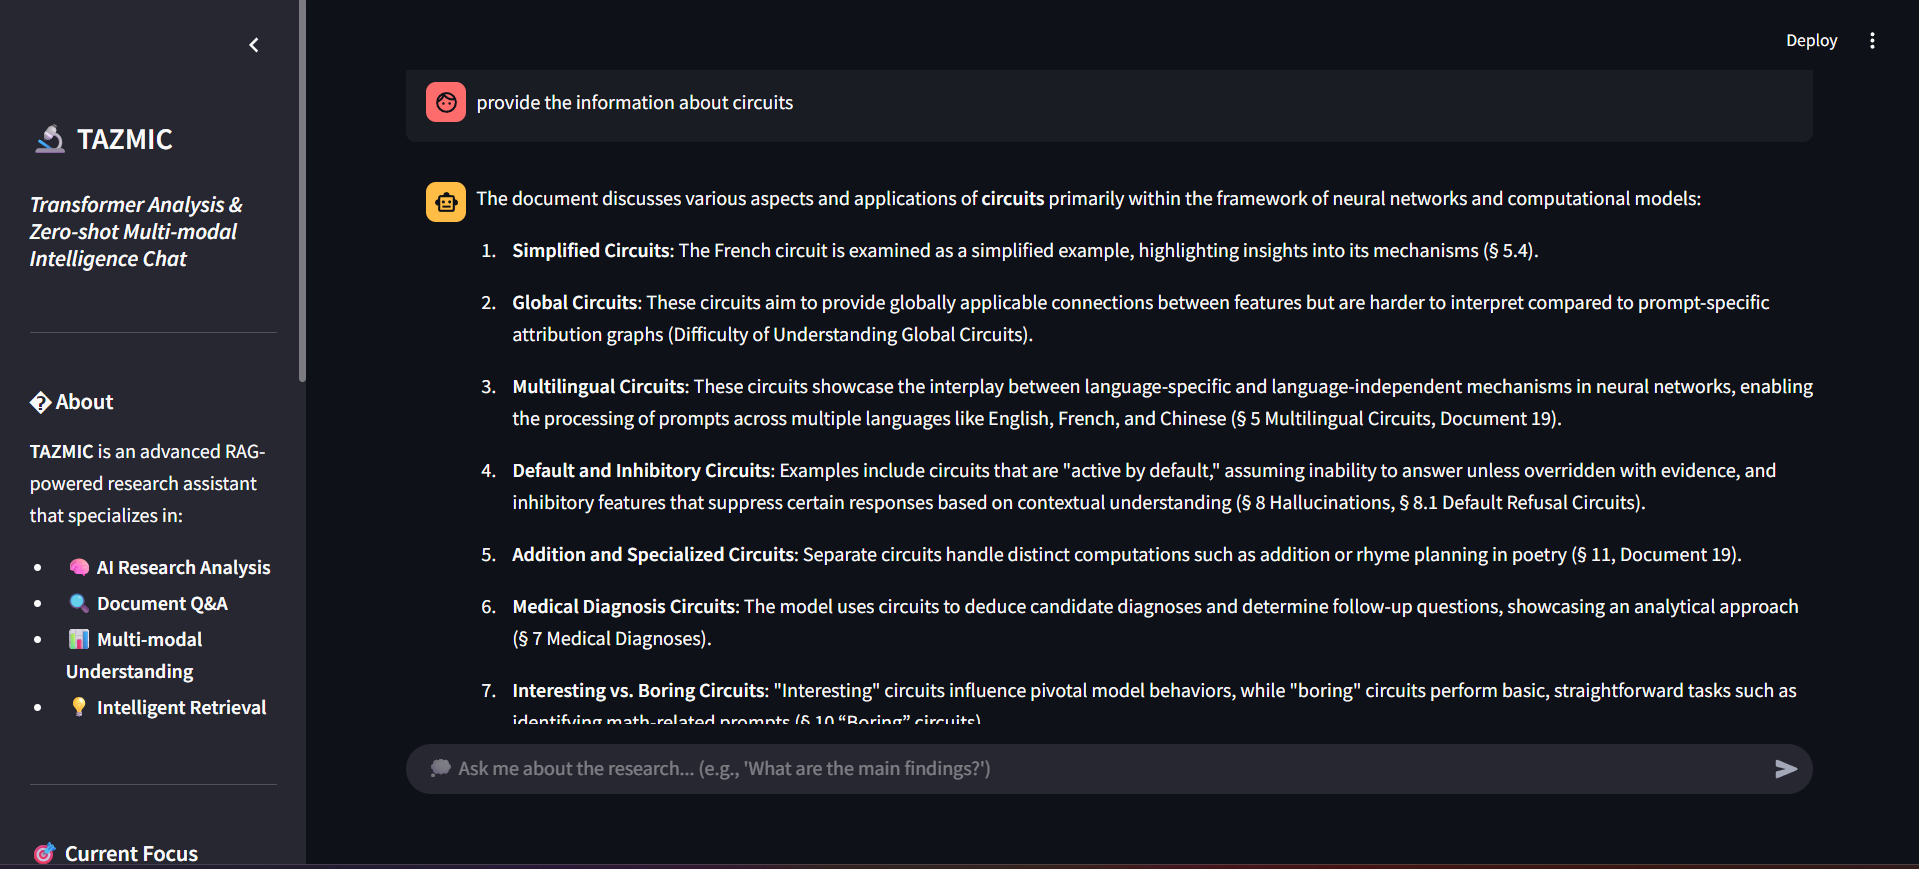 TAZMIC
Transformer Analysis &
Zero-shot Multi-modal
Intelligence Chat
� About
TAZMIC is an advanced RAG-
powered research assistant
that specializes in:
• 🧠 AI Research Analysis
• 🔍 Document Q&A
• 📊 Multi-modal
Understanding
• 💡 Intelligent Retrieval
🎯 Current Focus
Deploy
provide the information about circuits
The document discusses various aspects and applications of circuits primarily within the framework of neural networks and computational models:
1. Simplified Circuits: The French circuit is examined as a simplified example, highlighting insights into its mechanisms (§ 5.4).
2. Global Circuits: These circuits aim to provide globally applicable connections between features but are harder to interpret compared to prompt-specific
attribution graphs (Difficulty of Understanding Global Circuits).
3. Multilingual Circuits: These circuits showcase the interplay between language-specific and language-independent mechanisms in neural networks, enabling
the processing of prompts across multiple languages like English, French, and Chinese (§ 5 Multilingual Circuits, Document 19).
4. Default and Inhibitory Circuits: Examples include circuits that are "active by default," assuming inability to answer unless overridden with evidence, and
inhibitory features that suppress certain responses based on contextual understanding (§ 8 Hallucinations, § 8.1 Default Refusal Circuits).
5. Addition and Specialized Circuits: Separate circuits handle distinct computations such as addition or rhyme planning in poetry (§ 11, Document 19).
6. Medical Diagnosis Circuits: The model uses circuits to deduce candidate diagnoses and determine follow-up questions, showcasing an analytical approach
(§ 7 Medical Diagnoses).
7. Interesting vs. Boring Circuits: "Interesting" circuits influence pivotal model behaviors, while "boring" circuits perform basic, straightforward tasks such as
identifying math-related prompts (§ 10 “Boring” circuits)
Ask me about the research... (e.g., 'What are the main findings?')